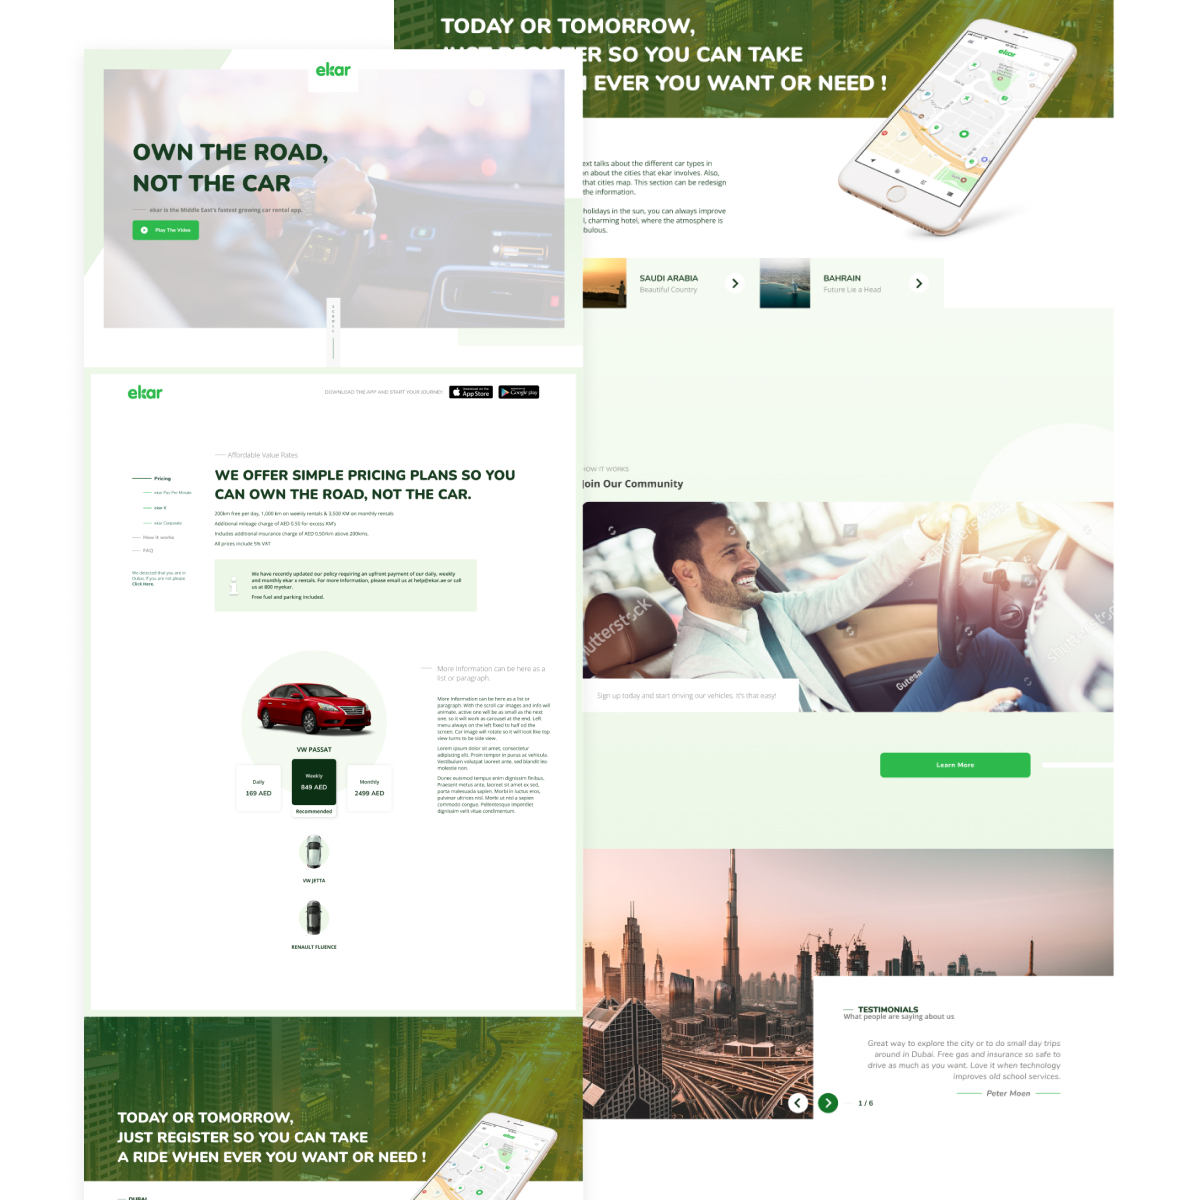 ekar
OWN THE ROAD,
NOT THE CAR
ekar is the Middle East's fastest growing car rental app.
Play The Video
ekar
DOWNLOAD THE APP AND START YOUR JOURNEY:
Download on the
App Store
Google play
Pricing
ekar Pay Per Minute
ekar X
ekar Corporate
How it works
FAQ
We detected that you are in
Dubai. If you are not please
Click Here.
Affordable Value Rates
WE OFFER SIMPLE PRICING PLANS SO YOU
CAN OWN THE ROAD, NOT THE CAR.
200km free per day, 1,000 km on weekly rentals & 3,500 KM on monthly rentals
Additional mileage charge of AED 0.50 for excess KM's
Includes additional insurance charge of AED 0.50/km above 200kms.
All prices include 5% VAT
We have recently updated our policy requiring an upfront payment of our daily, weekly
and monthly ekar x rentals. For more information, please email us at help@ekar.ae or call
us at 800 myekar.
Free fuel and parking included.
VW PASSAT
Daily
169 AED
Weekly
849 AED
Recommended
Monthly
2499 AED
VW JETTA
RENAULT FLUENCE
More Information can be here as a
list or paragraph.
More Information can be here as a list or
paragraph. With the scroll car images and info will
animate, active one will be as small as the next
one, so it will work as carousel at the end. Left
menu always on the left fixed to half od the
screen. Car image will rotate so it will look like top
view turns to be side view.
Lorem ipsum dolor sit amet, consectetur
adipiscing elit. Proin tempor in purus ac vehicula.
Vestibulum volutpat laoreet ante, sed blandit leo
molestie non.
Donec euismod tempus enim dignissim finibus.
Praesent metus ante, laoreet sit amet ex sed,
porta malesuada sapien. Morbi in luctus eros,
pulvinar ultrices nisl. Morbi ut nisl a sapien
commodo congue. Pellentesque imperdiet
dignissim velit vitae condimentum.
TODAY OR TOMORROW,
JUST REGISTER SO YOU CAN TAKE
A RIDE WHEN EVER YOU WANT OR NEED !
DUBAI
TODAY OR TOMORROW,
JUST REGISTER SO YOU CAN TAKE
EVER YOU WANT OR NEED !
ekar
ext talks about the different car types in
n about the cities that ekar involves. Also,
that cities map. This section can be redesign
the information.
holidays in the sun, you can always improve
l, charming hotel, where the atmosphere is
bulous.
SAUDI ARABIA
Beautiful Country
BAHRAIN
Future Lie a Head
HOW IT WORKS
Join Our Community
shutterstock
shutterstock
Gutesa
Sign up today and start driving our vehicles. It's that easy!
Learn More
TESTIMONIALS
What people are saying about us
Great way to explore the city or to do small day trips
around in Dubai. Free gas and insurance so safe to
drive as much as you want. Love it when technology
improves old school services.
Peter Moen
1 / 6